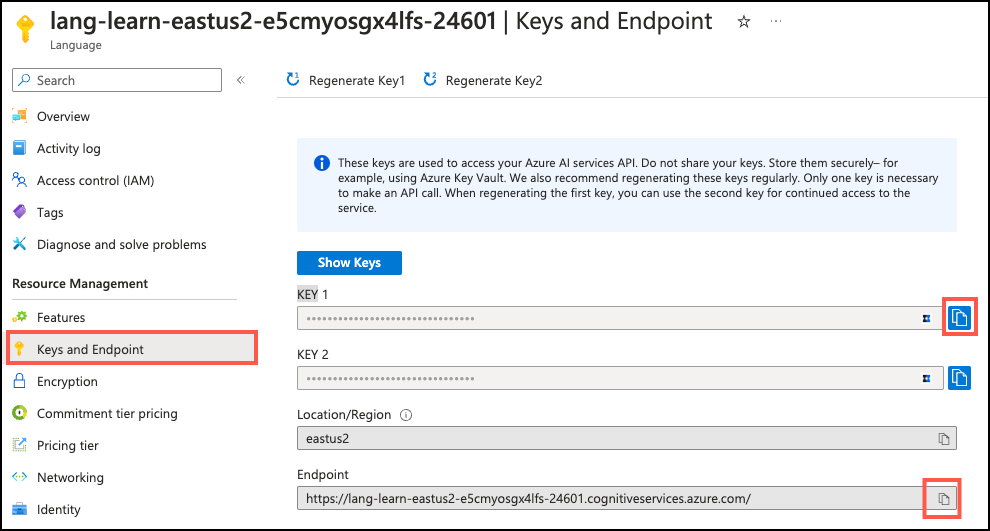 lang-learn-eastus2-e5cmyosgx4lfs-24601 | Keys and Endpoint
Language
Search
Regenerate Key1
Regenerate Key2
Overview
Activity log
Access control (IAM)
Tags
Diagnose and solve problems
Resource Management
Features
Keys and Endpoint
Encryption
Commitment tier pricing
Pricing tier
Networking
Identity
These keys are used to access your Azure AI services API. Do not share your keys. Store them securely– for
example, using Azure Key Vault. We also recommend regenerating these keys regularly. Only one key is necessary
to make an API call. When regenerating the first key, you can use the second key for continued access to the
service.
Show Keys
KEY 1
••••••••••••••••••••••••••••••••
KEY 2
••••••••••••••••••••••••••••••••
Location/Region
eastus2
Endpoint
https://lang-learn-eastus2-e5cmyosgx4lfs-24601.cognitiveservices.azure.com/